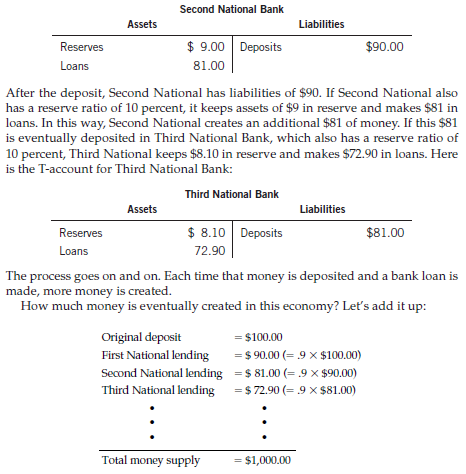 Second National Bank
Assets Liabilities
Reserves $ 9.00 Deposits $90.00
Loans 81.00
After the deposit, Second National has liabilities of $90. If Second National also
has a reserve ratio of 10 percent, it keeps assets of $9 in reserve and makes $81 in
loans. In this way, Second National creates an additional $81 of money. If this $81
is eventually deposited in Third National Bank, which also has a reserve ratio of
10 percent, Third National keeps $8.10 in reserve and makes $72.90 in loans. Here
is the T-account for Third National Bank:
Third National Bank
Assets Liabilities
Reserves $ 8.10 Deposits $81.00
Loans 72.90
The process goes on and on. Each time that money is deposited and a bank loan is
made, more money is created.
How much money is eventually created in this economy? Let's add it up:
Original deposit = $100.00
First National lending = $ 90.00 (= .9 × $100.00)
Second National lending = $ 81.00 (= .9 × $90.00)
Third National lending = $ 72.90 (= .9 × $81.00)
• •
• •
• •
Total money supply = $1,000.00